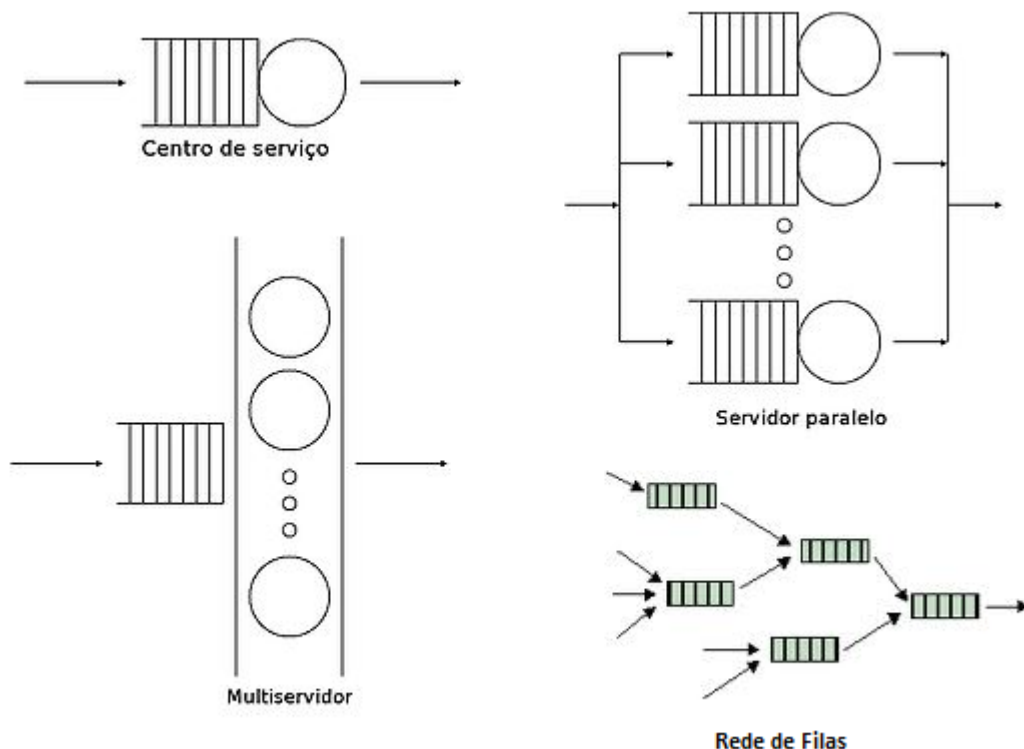 Centro de serviço
Servidor paralelo
Multiservidor
Rede de Filas